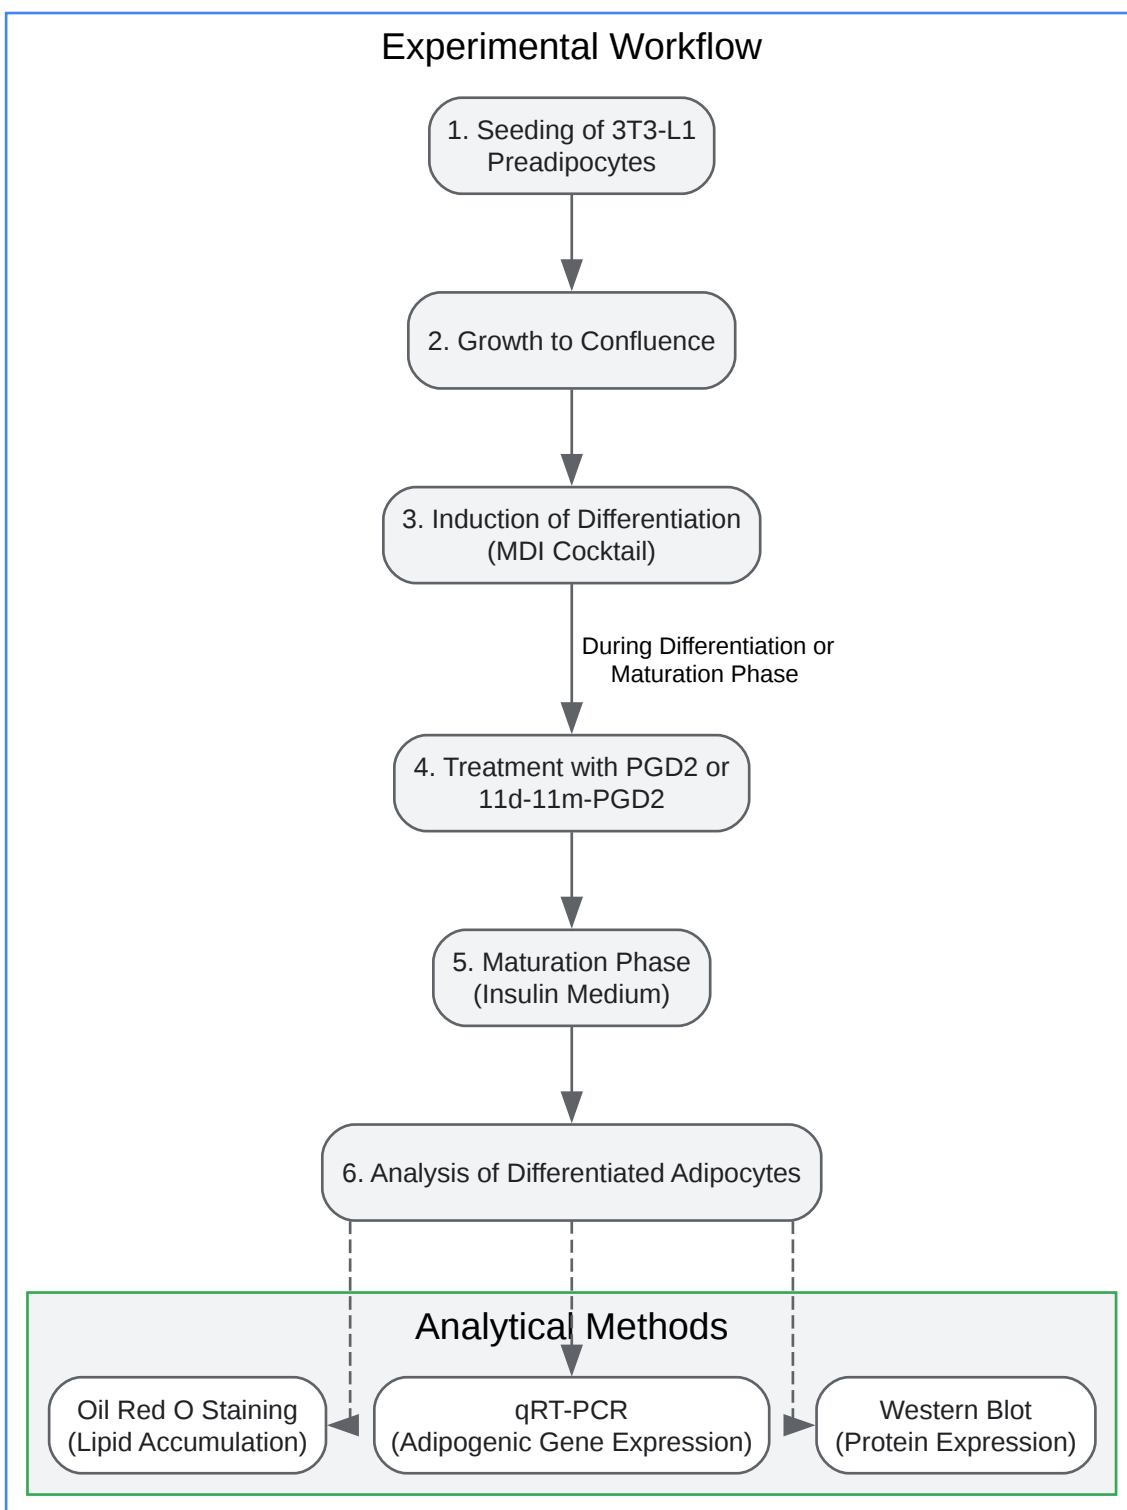 Experimental Workflow
1. Seeding of 3T3-L1
Preadipocytes
2. Growth to Confluence
3. Induction of Differentiation
(MDI Cocktail)
During Differentiation or
Maturation Phase
4. Treatment with PGD2 or
11d-11m-PGD2
5. Maturation Phase
(Insulin Medium)
6. Analysis of Differentiated Adipocytes
Analytical Methods
Oil Red O Staining
(Lipid Accumulation)
qRT-PCR
(Adipogenic Gene Expression)
Western Blot
(Protein Expression)